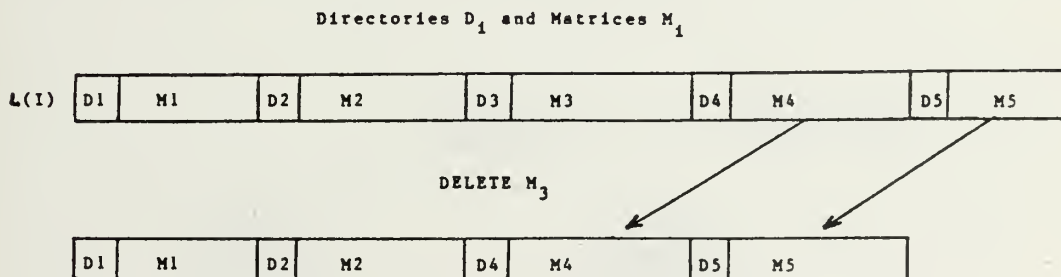 Directories D₁ and Matrices M₁
L(I) D1 M1 D2 M2 D3 M3 D4 M4 D5 M5
DELETE M₃
D1 M1 D2 M2 D4 M4 D5 M5